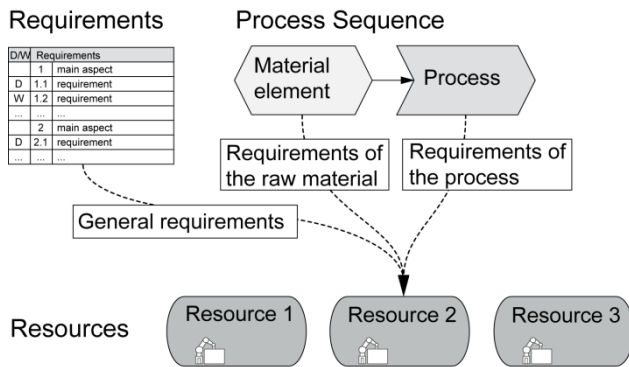 Requirements
Process Sequence
D/W Requirements
1 main aspect
D 1.1 requirement
W 1.2 requirement
... ... ...
2 main aspect
D 2.1 requirement
... ... ...
Material
element
Process
Requirements of
the raw material
Requirements of
the process
General requirements
Resources
Resource 1
Resource 2
Resource 3